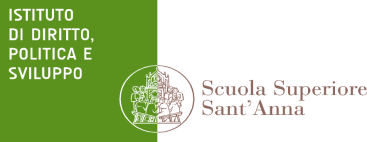 ISTITUTO
DI DIRITTO,
POLITICA E
SVILUPPO
Scuola Superiore
Sant'Anna